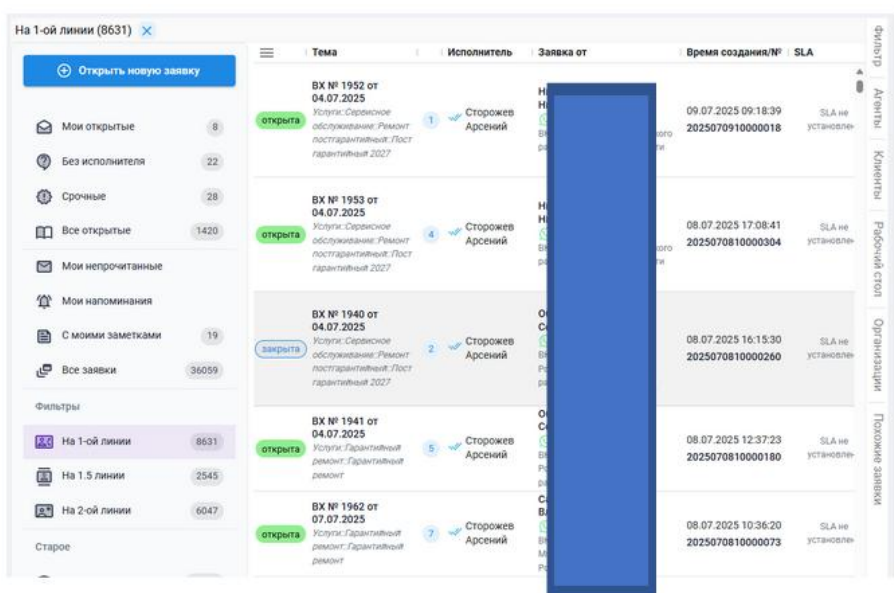 На 1-ой линии (8631)
Открыть новую заявку
Мои открытые 8
Без исполнителя 22
Срочные 28
Все открытые 1420
Мои непрочитанные
Мои напоминания
С моими заметками 19
Все заявки 36059
Фильтры
На 1-ой линии 8631
На 1.5 линии 2545
На 2-ой линии 6047
Старое
Тема Исполнитель Заявка от Время создания/№ SLA
открыта
ВХ № 1952 от
04.07.2025
Услуги::Сервисное
обслуживание::Ремонт
постгарантийный::Пост
гарантийный 2027
1
Сторожев
Арсений
09.07.2025 09:18:39
2025070910000018
SLA не
открыта
ВХ № 1953 от
04.07.2025
Услуги::Сервисное
обслуживание::Ремонт
постгарантийный::Пост
гарантийный 2027
4
Сторожев
Арсений
08.07.2025 17:08:41
2025070810000304
SLA не
закрыта
ВХ № 1940 от
04.07.2025
Услуги::Сервисное
обслуживание::Ремонт
постгарантийный::Пост
гарантийный 2027
2
Сторожев
Арсений
08.07.2025 16:15:30
2025070810000260
SLA не
открыта
ВХ № 1941 от
04.07.2025
Услуги::Гарантийный
ремонт::Гарантийный
ремонт
5
Сторожев
Арсений
08.07.2025 12:37:23
2025070810000180
SLA не
открыта
ВХ № 1962 от
07.07.2025
Услуги::Гарантийный
ремонт::Гарантийный
ремонт
7
Сторожев
Арсений
08.07.2025 10:36:20
2025070810000073
SLA не
Фильтр
Агенты
Клиенты
Рабочий стол
Организации
Похожие заявки